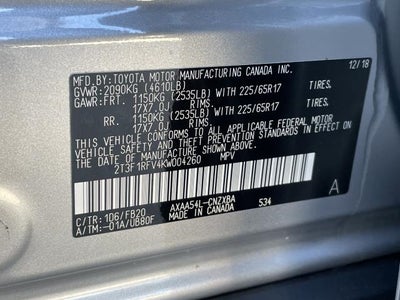 MFD.BY:TOYOTA MOTOR MANUFACTURING CANADA INC.
GVWR: 2090KG (4610LB) 12/18
GAWR:FRT. 1150KG (2535LB)WITH 225/65R17 TIRES.
17X7.0J RIMS.
RR. 1150KG (2535LB)WITH 225/65R17 TIRES.
17X7.0J RIMS.
THIS VEHICLE CONFORMS TO ALL APPLICABLE FEDERAL MOTOR
VEHICLE SAFETY AND THEFT PREVENTION STANDARDS IN EFFECT
ON THE DATE OF MANUFACTURE SHOWN ABOVE.
2T3F1RFV4KW004260 MPV
C/TR: 106/FB20 AXAA54L-CNZXBA
A/TM: -01A/UB80F MADE IN CANADA 534
A